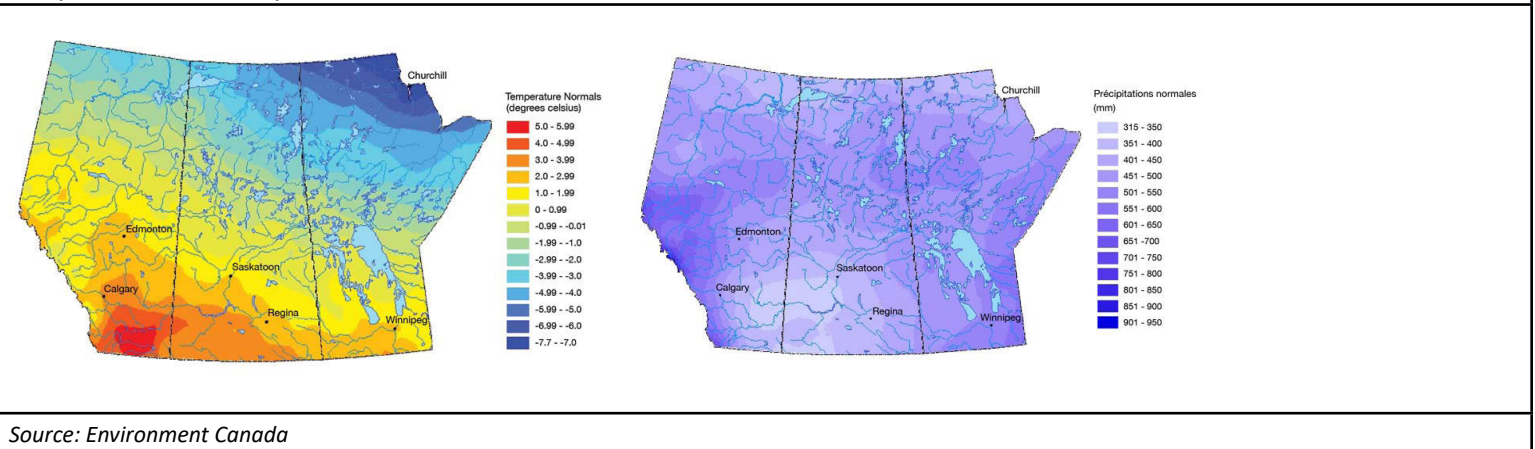 Churchill
Edmonton
Saskatoon
Calgary
Regina
Winnipeg
Temperature Normals
(degrees celsius)
5.0 - 5.99
4.0 - 4.99
3.0 - 3.99
2.0 - 2.99
1.0 - 1.99
0 - 0.99
-0.99 - -0.01
-1.99 - -1.0
-2.99 - -2.0
-3.99 - -3.0
-4.99 - -4.0
-5.99 - -5.0
-6.99 - -6.0
-7.7 - -7.0
Churchill
Edmonton
Saskatoon
Calgary
Regina
Winnipeg
Précipitations normales
(mm)
315 - 350
351 - 400
401 - 450
451 - 500
501 - 550
551 - 600
601 - 650
651 -700
701 - 750
751 - 800
801 - 850
851 - 900
901 - 950
Source: Environment Canada